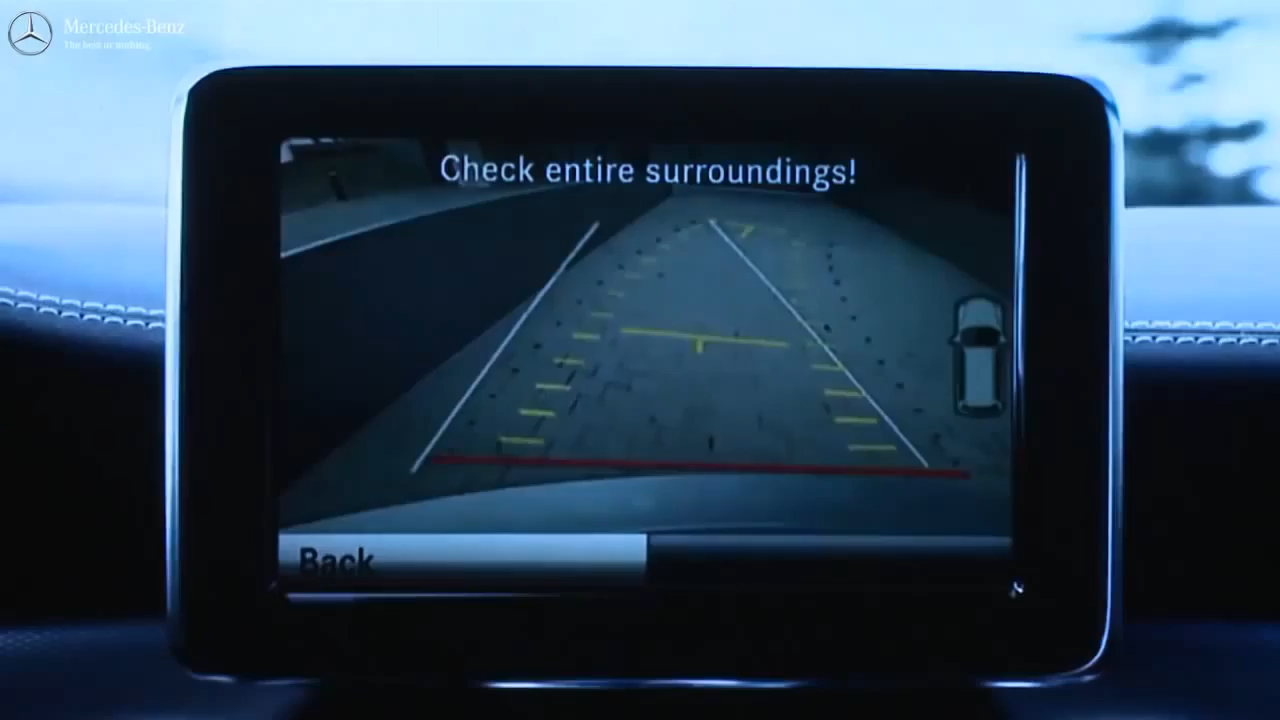 Mercedes-Benz
The best or nothing.
Check entire surroundings!
Back